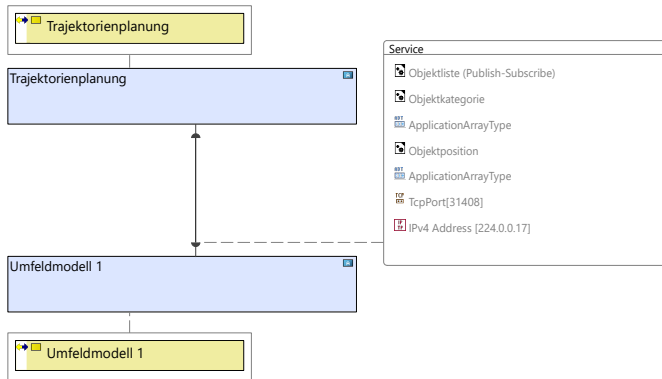 Trajektorienplanung
Trajektorienplanung
Service
Objektliste (Publish-Subscribe)
Objektkategorie
ApplicationArrayType
Objektposition
ApplicationArrayType
TcpPort[31408]
IPv4 Address [224.0.0.17]
Umfeldmodell 1
Umfeldmodell 1